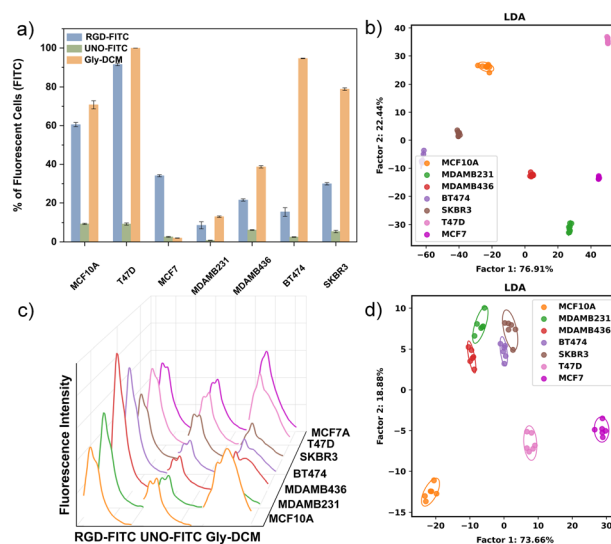 a)
RGD-FITC
UNO-FITC
Gly-DCM
% of Fluorescent Cells (FITC)
100
80
60
40
20
0
MCF10A
T47D
MCF7
MDAMB231
MDAMB436
BT474
SKBR3
b)
LDA
Factor 2: 22.44%
40
30
20
10
0
−10
−20
−30
MCF10A
MDAMB231
MDAMB436
BT474
SKBR3
T47D
MCF7
−60
−40
−20
0
20
40
Factor 1: 76.91%
c)
Fluorescence Intensity
MCF7A
T47D
SKBR3
BT474
MDAMB436
MDAMB231
MCF10A
RGD-FITC UNO-FITC Gly-DCM
d)
LDA
Factor 2: 18.88%
10
5
0
−5
−10
−15
MCF10A
MDAMB231
MDAMB436
BT474
SKBR3
T47D
MCF7
−20
−10
0
10
20
30
Factor 1: 73.66%